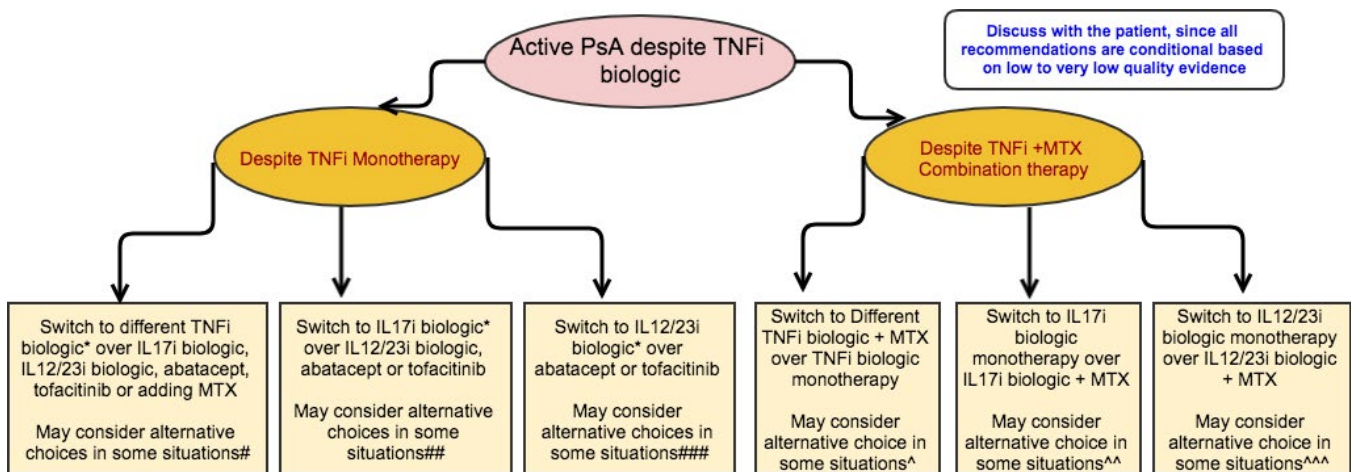 Active PsA despite TNFi
biologic
Discuss with the patient, since all
recommendations are conditional based
on low to very low quality evidence
Despite TNFi Monotherapy
Despite TNFi +MTX
Combination therapy
Switch to different TNFi
biologic* over IL17i biologic,
IL12/23i biologic, abatacept,
tofacitinib or adding MTX
May consider alternative
choices in some situations#
Switch to IL17i biologic*
over IL12/23i biologic,
abatacept or tofacitinib
May consider alternative
choices in some
situations##
Switch to IL12/23i
biologic* over
abatacept or tofacitinib
May consider
alternative choices in
some situations###
Switch to Different
TNFi biologic + MTX
over TNFi biologic
monotherapy
May consider
alternative choice in
some situations^
Switch to IL17i
biologic
monotherapy over
IL17i biologic + MTX
May consider
alternative choice in
some situations^^
Switch to IL12/23i
biologic monotherapy
over IL12/23i biologic
+ MTX
May consider
alternative choice in
some situations^^^